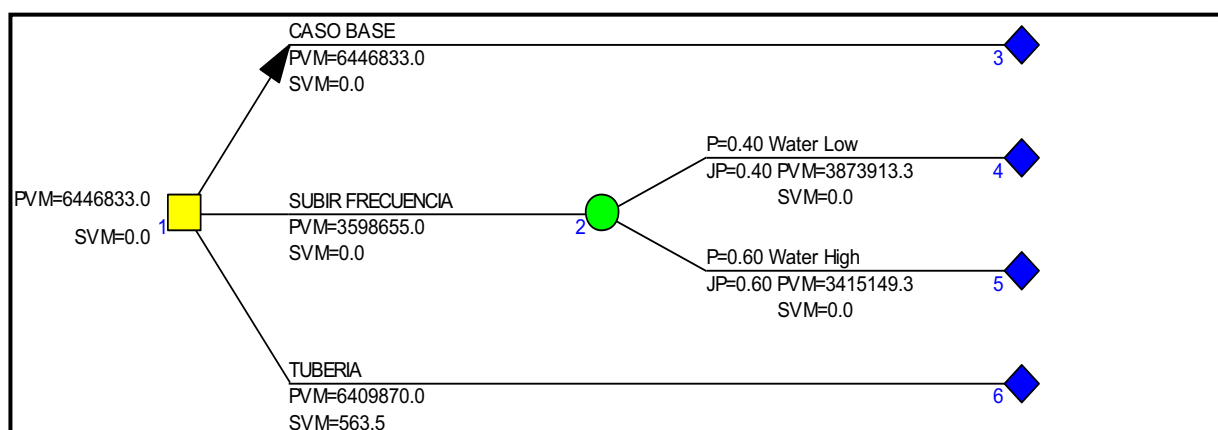 CASO BASE
PVM=6446833.0
SVM=0.0
3
P=0.40 Water Low
JP=0.40 PVM=3873913.3
SVM=0.0
4
PVM=6446833.0
SVM=0.0
1
SUBIR FRECUENCIA
PVM=3598655.0
SVM=0.0
2
P=0.60 Water High
JP=0.60 PVM=3415149.3
SVM=0.0
5
TUBERIA
PVM=6409870.0
SVM=563.5
6